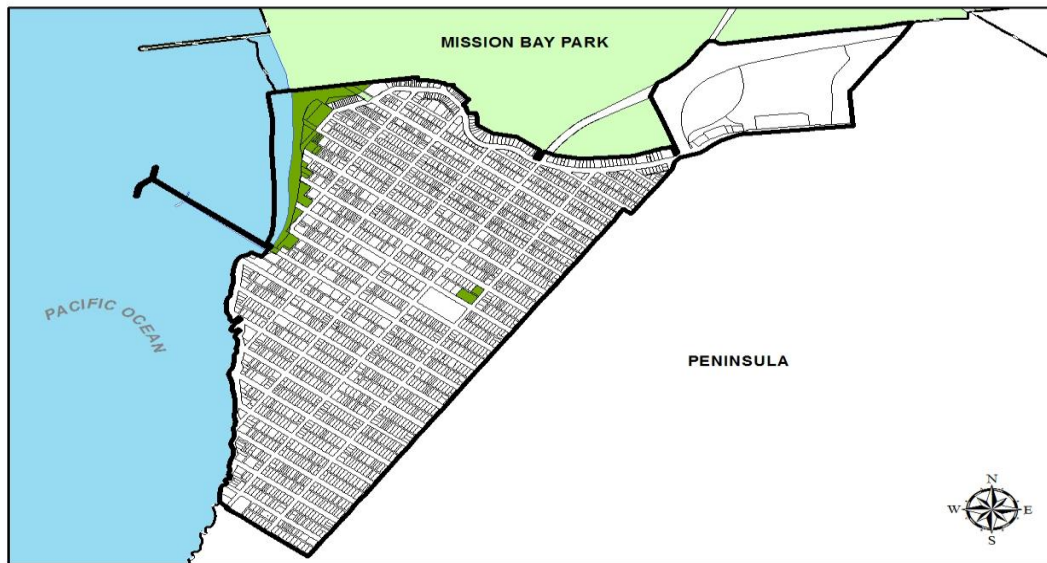 MISSION BAY PARK
PACIFIC OCEAN
PENINSULA
N
W E
S